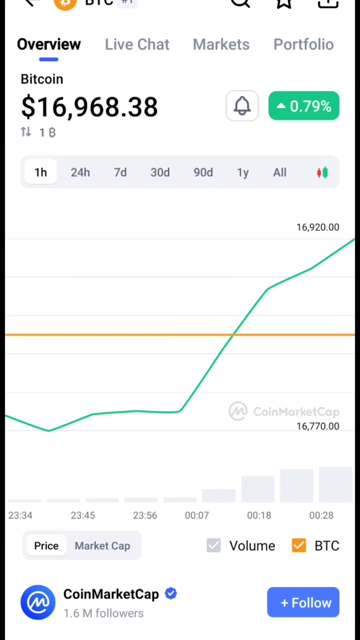 BTC #1
Overview Live Chat Markets Portfolio
Bitcoin
$16,968.38
0.79%
1 ₿
1h 24h 7d 30d 90d 1y All
16,920.00
CoinMarketCap
16,770.00
23:34 23:45 23:56 00:07 00:18 00:28
Price Market Cap Volume BTC
CoinMarketCap
1.6 M followers
+ Follow